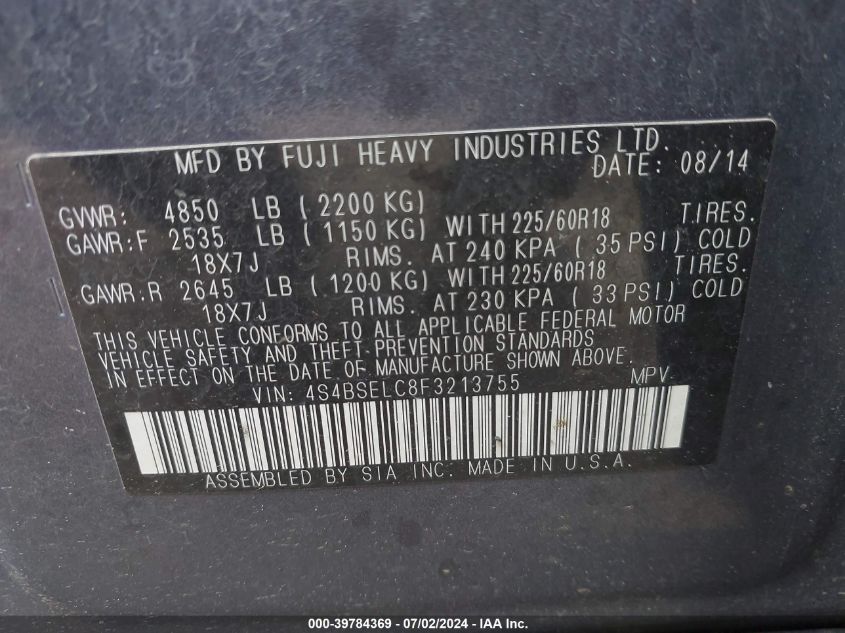 MFD BY FUJI HEAVY INDUSTRIES LTD.
DATE: 08/14
GVWR: 4850 LB (2200 KG)
GAWR:F 2535 LB (1150 KG) WITH 225/60R18 TIRES.
18X7J RIMS. AT 240 KPA (35 PSI) COLD
GAWR:R 2645 LB (1200 KG) WITH 225/60R18 TIRES.
18X7J RIMS. AT 230 KPA (33 PSI) COLD
THIS VEHICLE CONFORMS TO ALL APPLICABLE FEDERAL MOTOR
VEHICLE SAFETY AND THEFT-PREVENTION STANDARDS
IN EFFECT ON THE DATE OF MANUFACTURE SHOWN ABOVE.
VIN: 4S4BSELC8F3213755 MPV
ASSEMBLED BY SIA INC. MADE IN U.S.A.
000-39784369 - 07/02/2024 - IAA Inc.